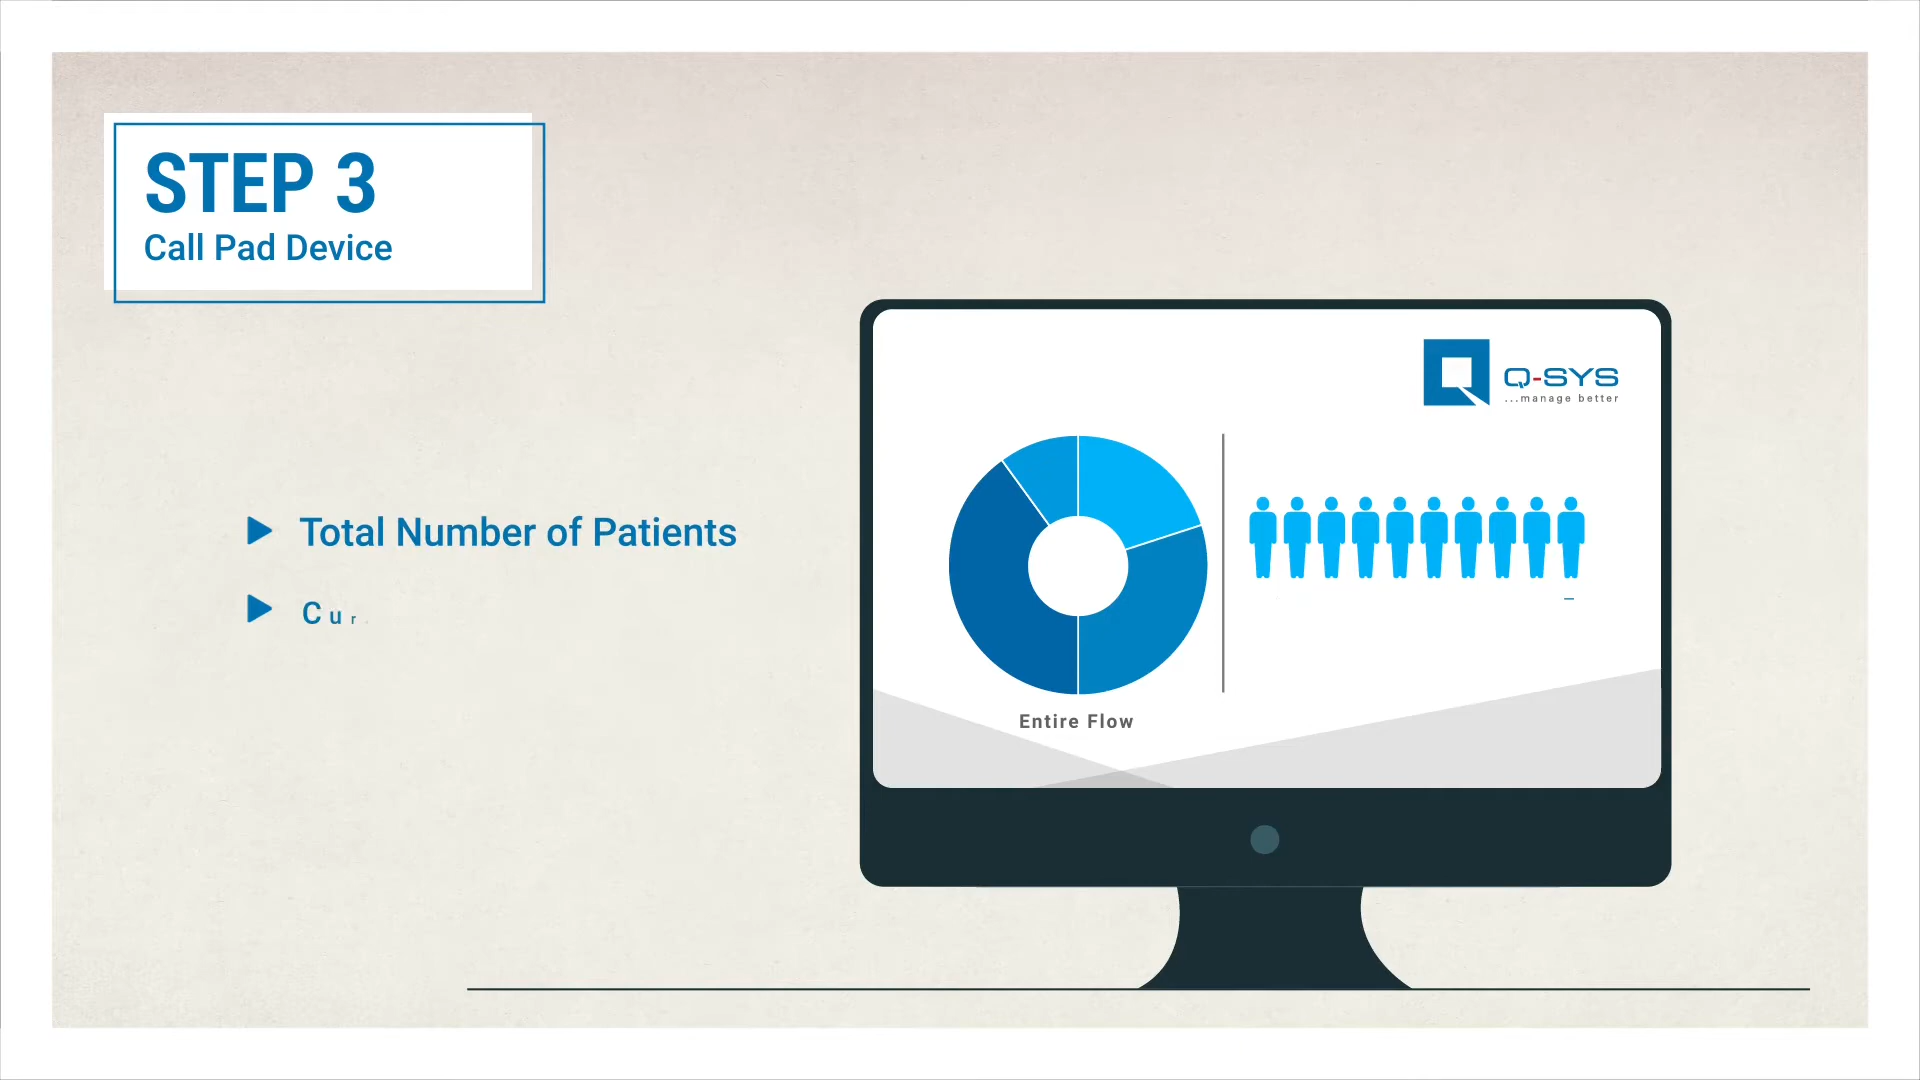 STEP 3
Call Pad Device
Total Number of Patients
Cur
Q-SYS
...manage better
Entire Flow